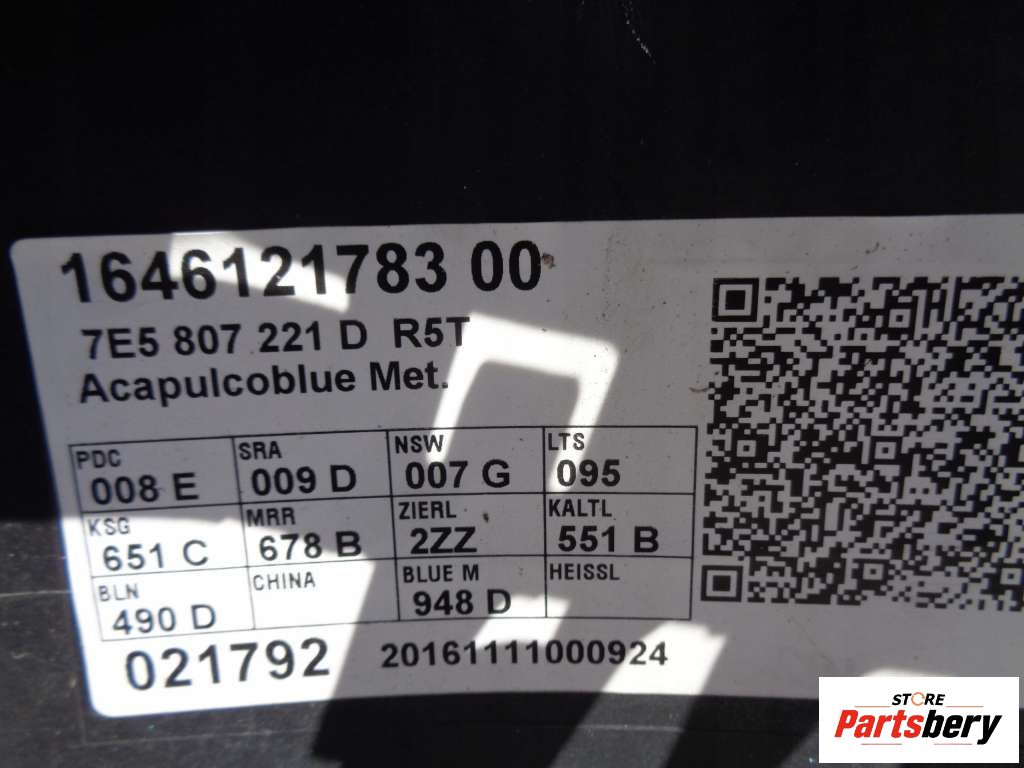 1646121783 00
7E5 807 221 D R5T
Acapulcoblue Met.
PDC SRA NSW LTS
008 E 009 D 007 G 095
KSG MRR ZIERL KALTL
651 C 678 B 2ZZ 551 B
BLN CHINA BLUE M HEISSL
490 D 948 D
021792 20161111000924
STORE
Partsbery